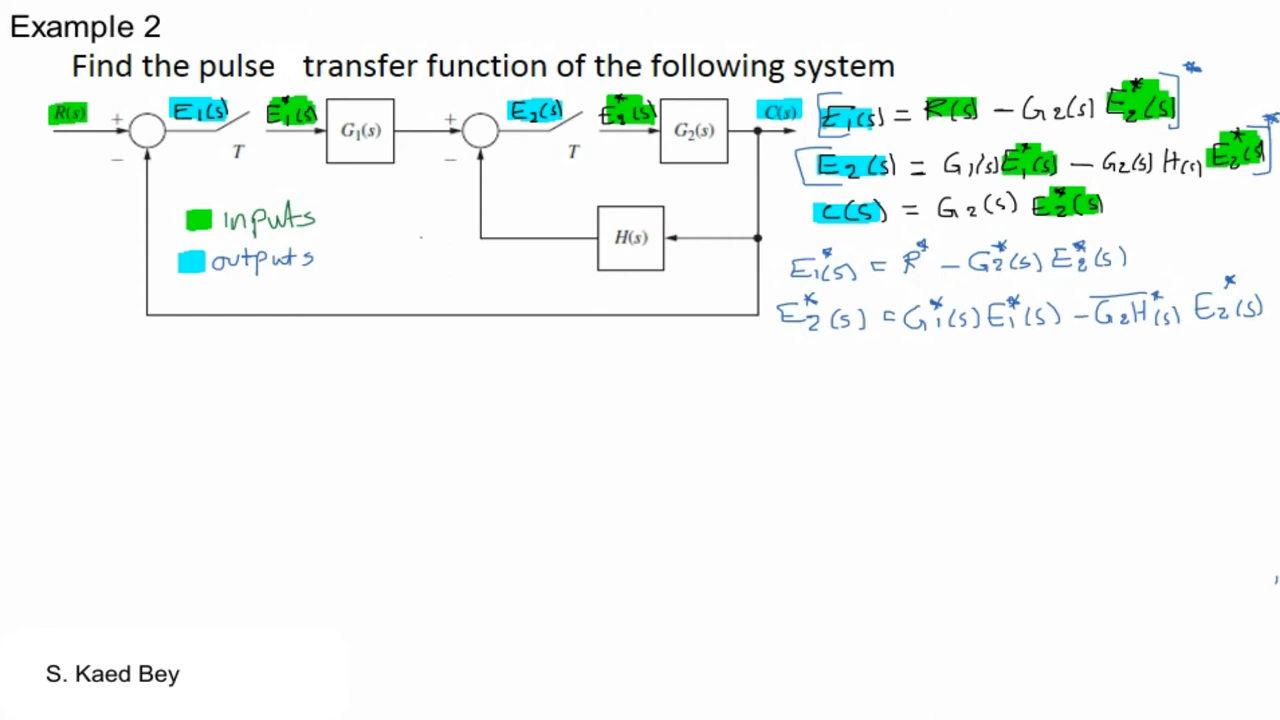 Example 2
Find the pulse transfer function of the following system
R(s) + − E₁(s) T E₁*(s) G₁(s) + − E₂(s) T E₂*(s) G₂(s) C(s)
H(s)
inputs
outputs
[E₁(s) = R(s) − G₂(s) E₂*(s)]*
[E₂(s) = G₁(s) E₁*(s) − G₂(s) H(s) E₂*(s)]*
C(s) = G₂(s) E₂*(s)
E₁*(s) = R* − G₂*(s) E₂*(s)
E₂*(s) = G₁*(s) E₁*(s) − G̅₂H̅*(s) E₂*(s)
S. Kaed Bey